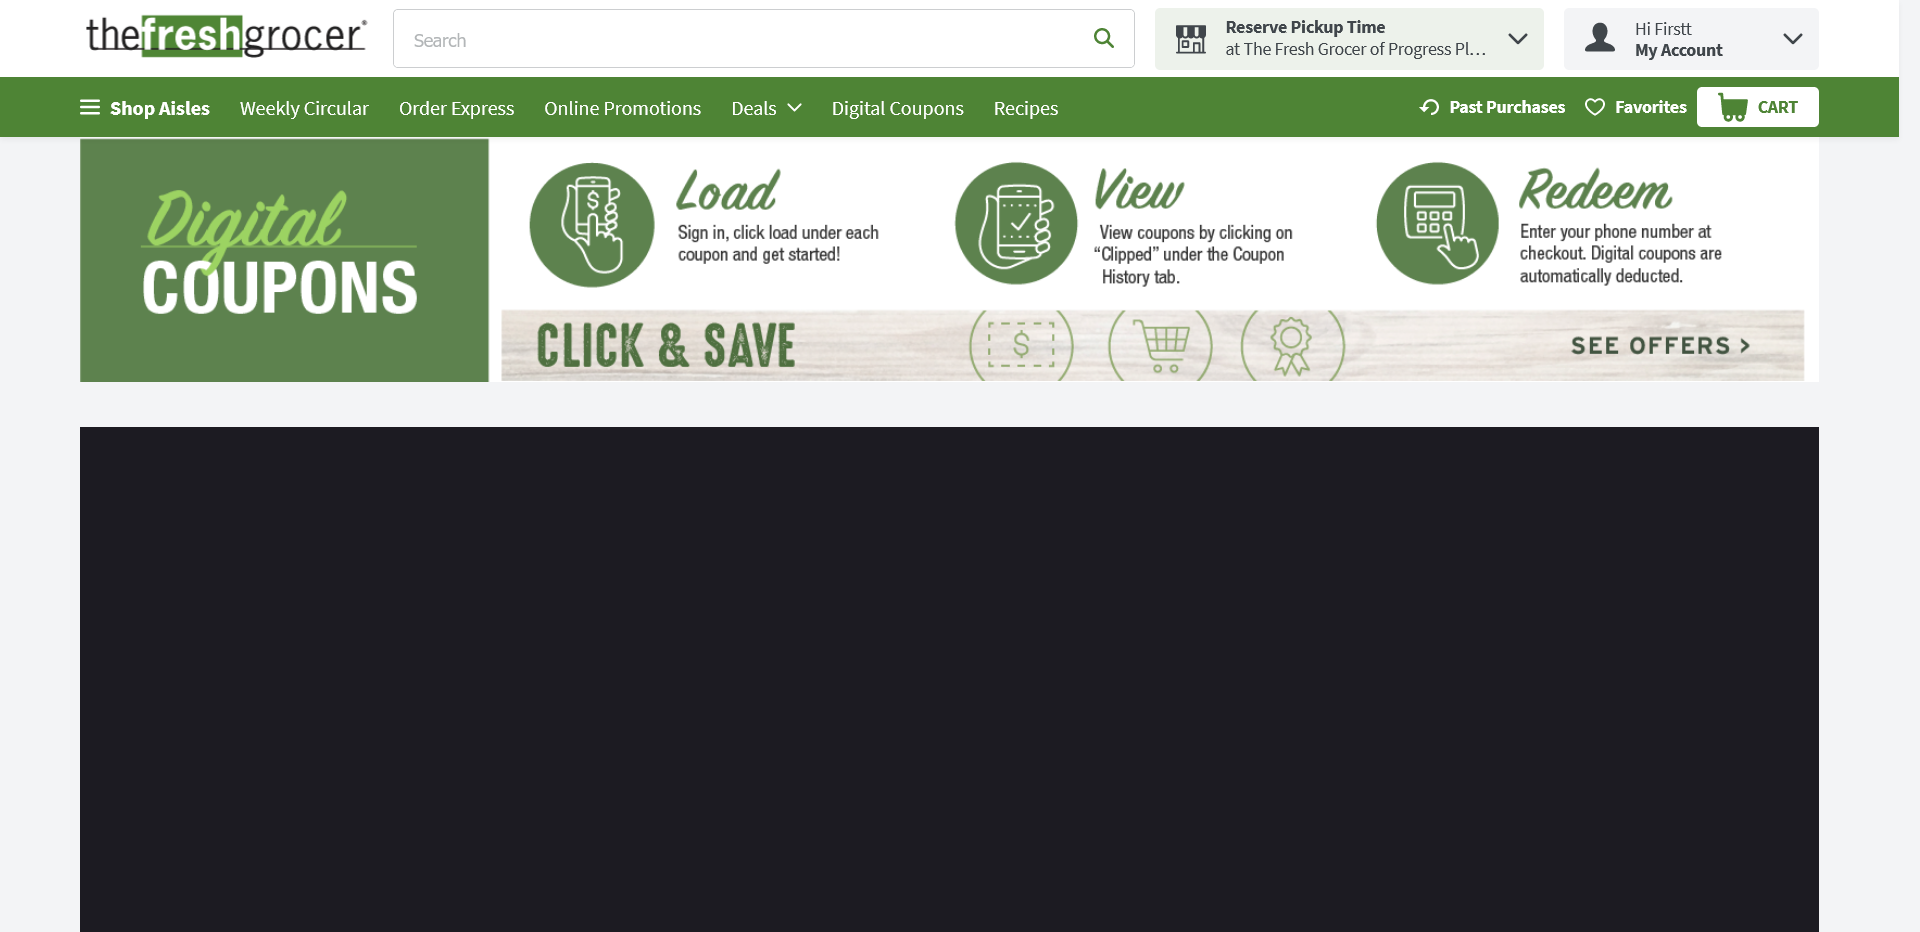 thefreshgrocer®
Search
Reserve Pickup Time
at The Fresh Grocer of Progress Pl...
Hi Firstt
My Account
Shop Aisles
Weekly Circular
Order Express
Online Promotions
Deals
Digital Coupons
Recipes
Past Purchases
Favorites
CART
Digital
COUPONS
Load
Sign in, click load under each
coupon and get started!
View
View coupons by clicking on
“Clipped” under the Coupon
History tab.
Redeem
Enter your phone number at
checkout. Digital coupons are
automatically deducted.
CLICK & SAVE
$
SEE OFFERS >